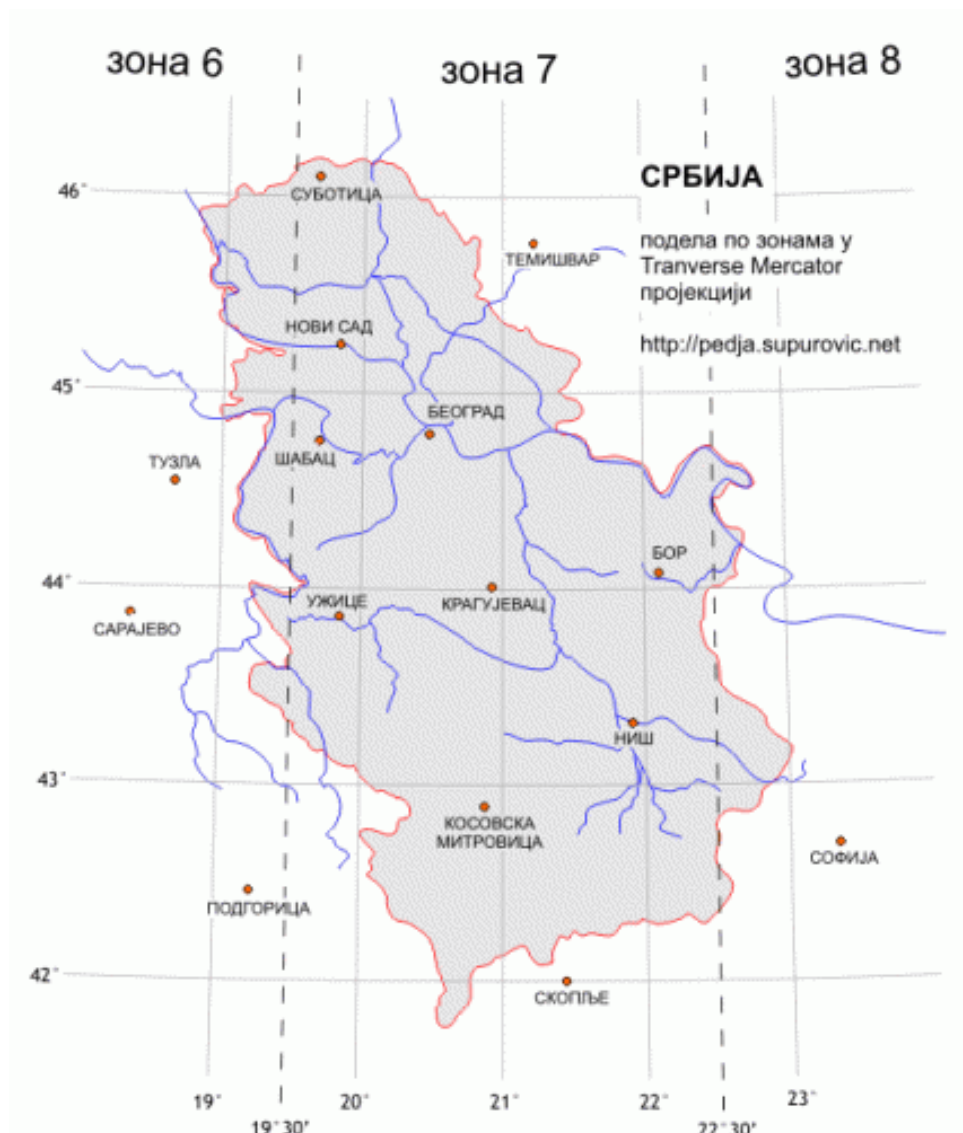 зона 6
зона 7
зона 8
46°
СРБИЈА
СУБОТИЦА
подела по зонама у
Tranverse Mercator
пројекцији
ТЕМИШВАР
http://pedja.supurovic.net
НОВИ САД
45°
БЕОГРАД
ШАБАЦ
ТУЗЛА
БОР
44°
УЖИЦЕ
КРАГУЈЕВАЦ
САРАЈЕВО
НИШ
43°
КОСОВСКА
МИТРОВИЦА
СОФИЈА
ПОДГОРИЦА
42°
СКОПЉЕ
19°
20°
21°
22°
23°
19°30'
22°30'